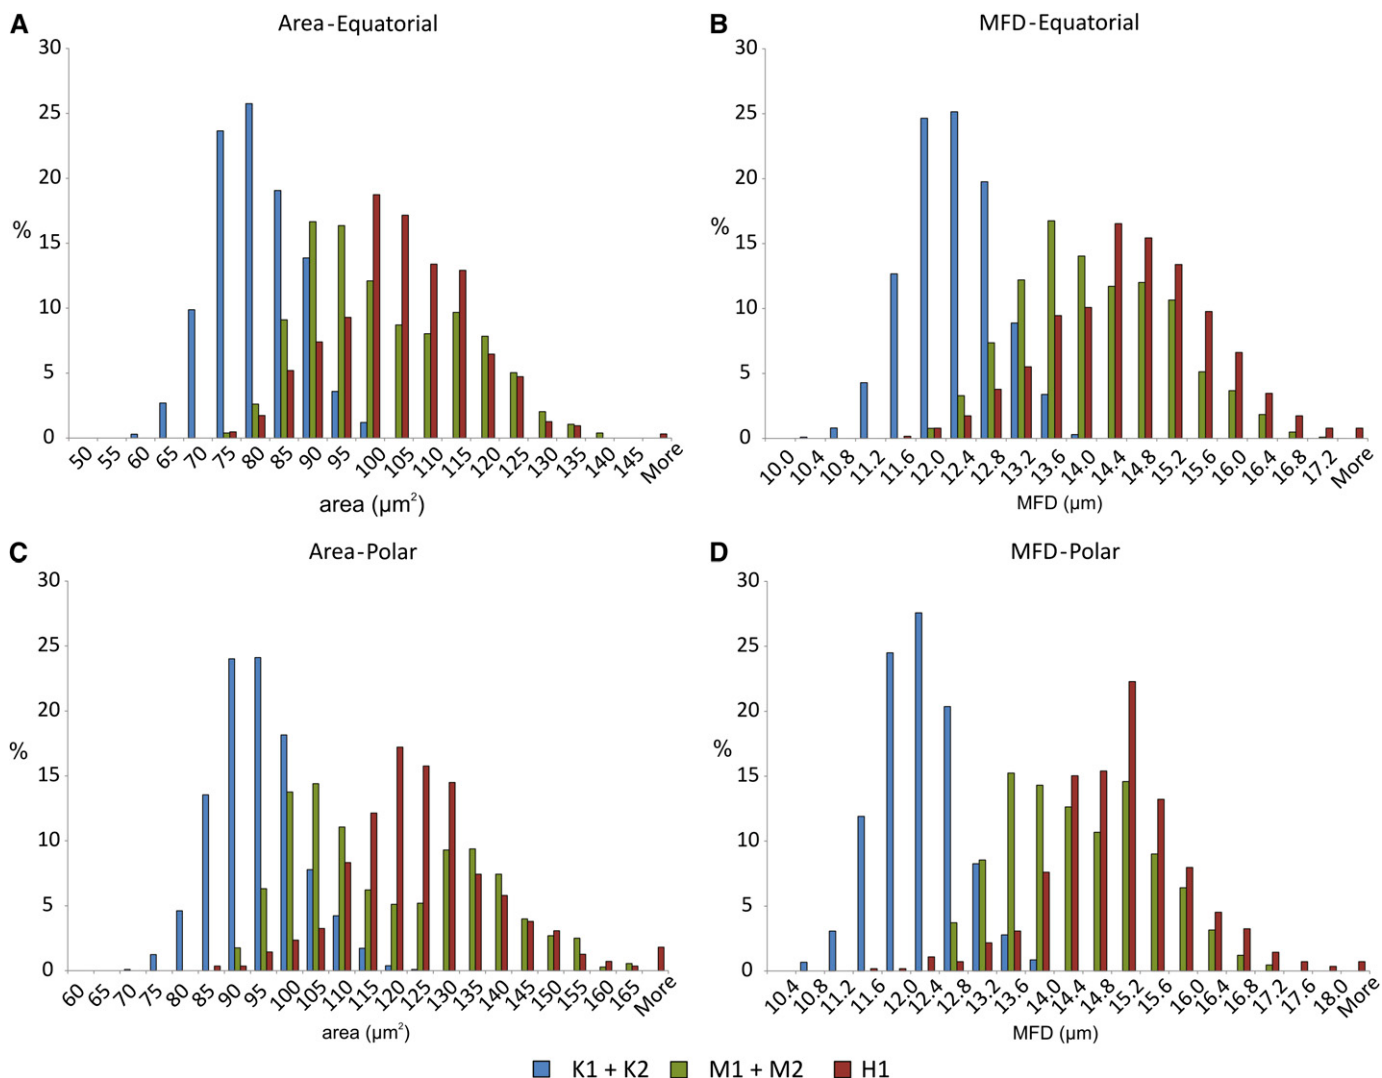 A
Area-Equatorial
30
25
20
15
10
5
0
%
50 55 60 65 70 75 80 85 90 95 100 105 110 115 120 125 130 135 140 145 More
area (µm²)
B
MFD-Equatorial
30
25
20
15
10
5
0
%
10.0 10.4 10.8 11.2 11.6 12.0 12.4 12.8 13.2 13.6 14.0 14.4 14.8 15.2 15.6 16.0 16.4 16.8 17.2 More
MFD (µm)
C
Area-Polar
30
25
20
15
10
5
0
%
60 65 70 75 80 85 90 95 100 105 110 115 120 125 130 135 140 145 150 155 160 165 More
area (µm²)
D
MFD-Polar
30
25
20
15
10
5
0
%
10.4 10.8 11.2 11.6 12.0 12.4 12.8 13.2 13.6 14.0 14.4 14.8 15.2 15.6 16.0 16.4 16.8 17.2 17.6 18.0 More
MFD (µm)
K1 + K2 M1 + M2 H1